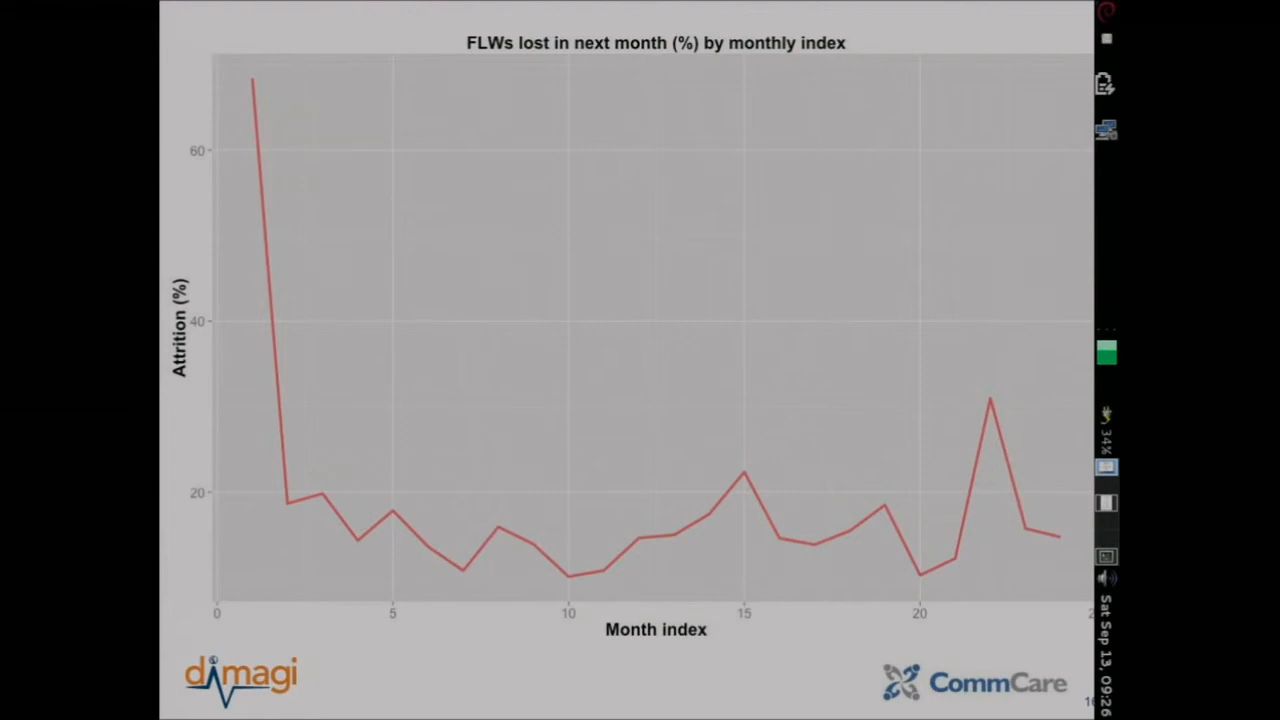 FLWs lost in next month (%) by monthly index
60
40
20
Attrition (%)
0 5 10 15 20
Month index
dimagi
CommCare
34%
Sat Sep 13, 09:26